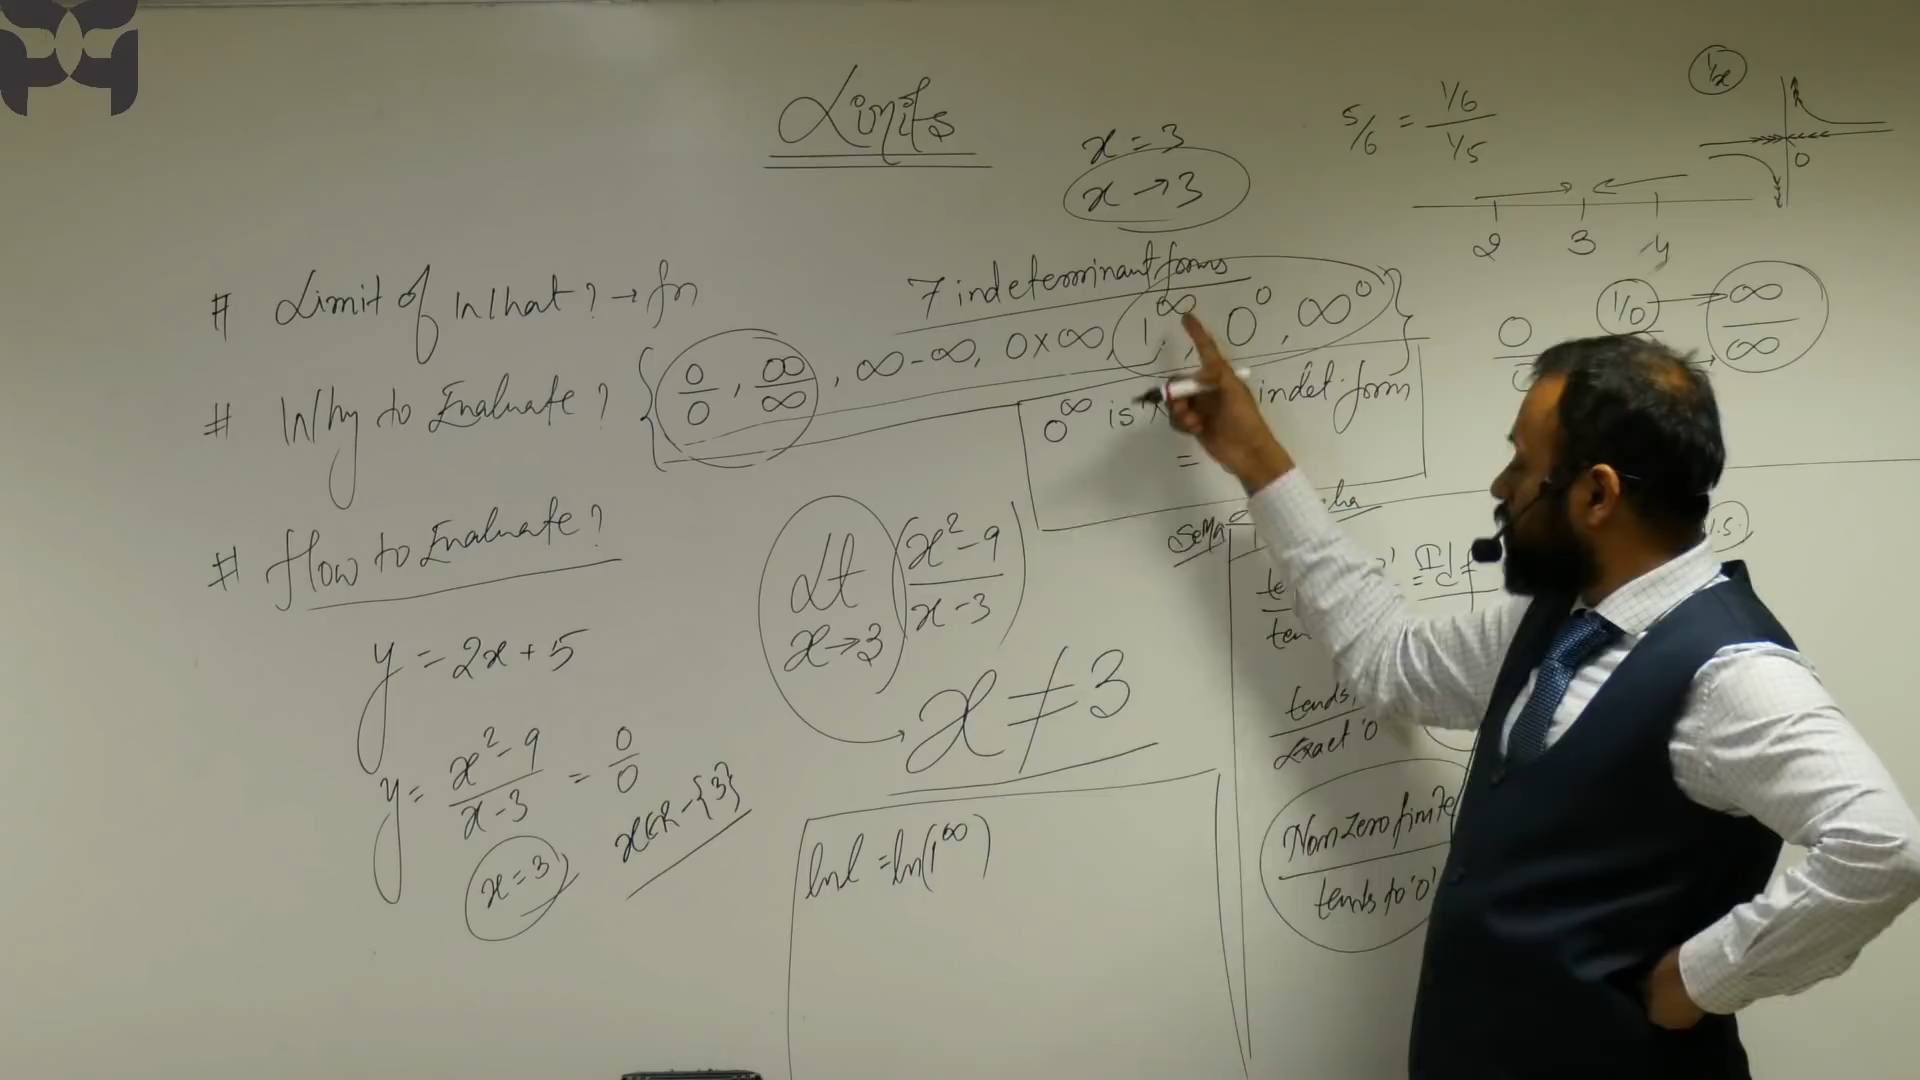 Limits
x = 3
x → 3
5/6 = 1/6 / 1/5
1/x
0
2 3 4
# Limit of What? → fn
7 indeterminant forms
# Why to Evaluate? { 0/0 , ∞/∞ , ∞-∞, 0×∞, 1^∞ , 0^0 , ∞^0 }
1/0 → ∞/∞
0
0^∞ is indet. form
=
# How to Evaluate?
Lt x→3 (x²-9 / x-3)
x ≠ 3
y = 2x + 5
y = x²-9 / x-3 = 0/0
x = 3
x∈R-{3}
ln l = ln(1^∞)
tends
Exact '0'
Non Zero finite
tends to '0'